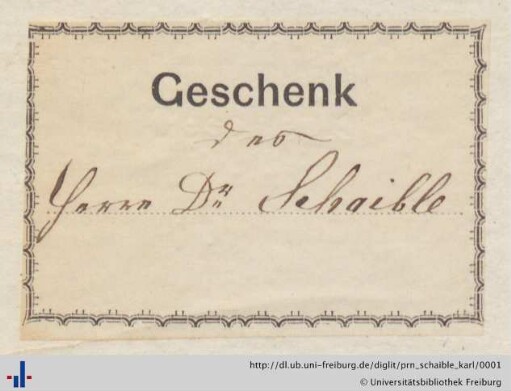 Geschenk
des
Herrn Dr. Schaible
http://dl.ub.uni-freiburg.de/diglit/prn_schaible_karl/0001
© Universitätsbibliothek Freiburg